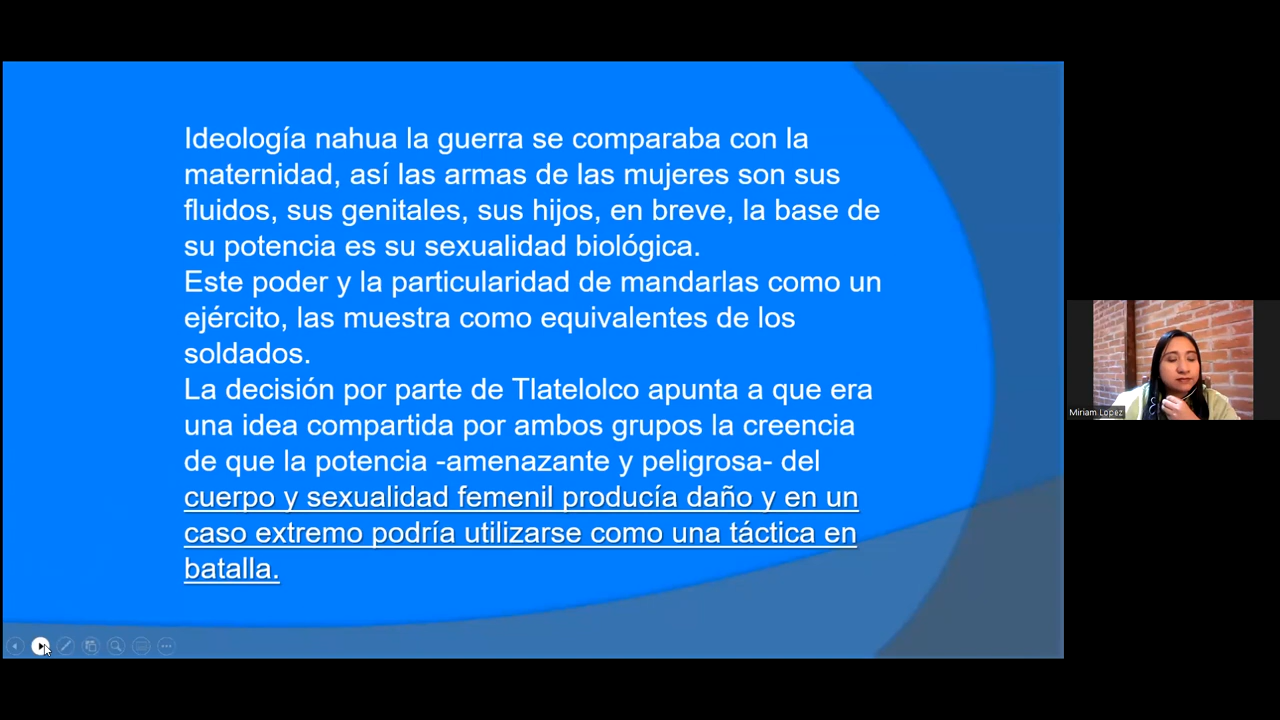 Ideología nahua la guerra se comparaba con la
maternidad, así las armas de las mujeres son sus
fluidos, sus genitales, sus hijos, en breve, la base de
su potencia es su sexualidad biológica.
Este poder y la particularidad de mandarlas como un
ejército, las muestra como equivalentes de los
soldados.
La decisión por parte de Tlatelolco apunta a que era
una idea compartida por ambos grupos la creencia
de que la potencia -amenazante y peligrosa- del
cuerpo y sexualidad femenil producía daño y en un
caso extremo podría utilizarse como una táctica en
batalla.
Miriam Lopez